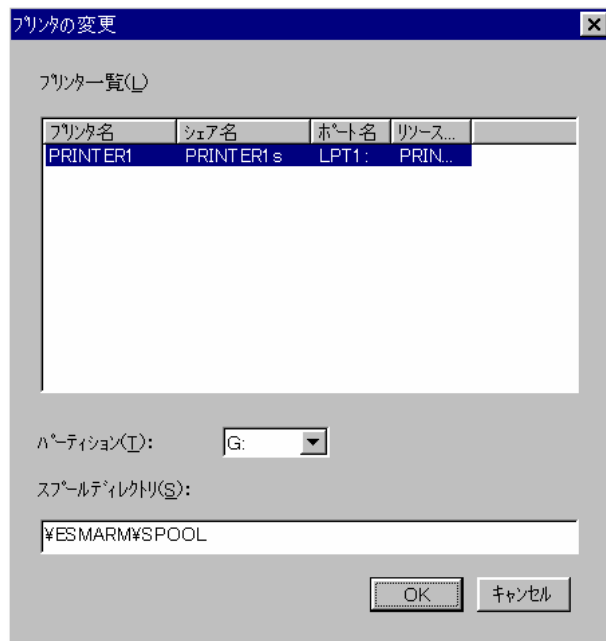 プリンタの変更
プリンター覧(L)
プリンタ名 シェア名 ポート名 リソース...
PRINTER1 PRINTER1s LPT1: PRIN...
パーティション(T): G:
スプールディレクトリ(S):
¥ESMARM¥SPOOL
OK キャンセル